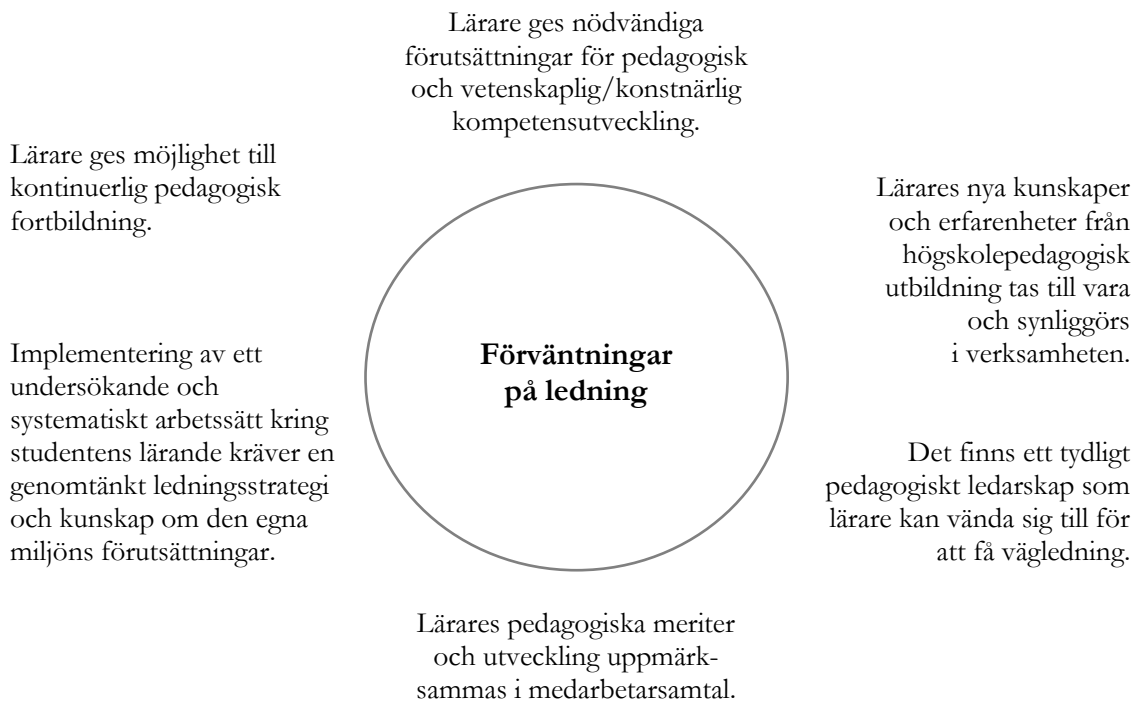 Lärare ges nödvändiga
förutsättningar för pedagogisk
och vetenskaplig/konstnärlig
kompetensutveckling.
Lärare ges möjlighet till
kontinuerlig pedagogisk
fortbildning.
Lärares nya kunskaper
och erfarenheter från
högskolepedagogisk
utbildning tas till vara
och synliggörs
i verksamheten.
Förväntningar
på ledning
Implementering av ett
undersökande och
systematiskt arbetssätt kring
studentens lärande kräver en
genomtänkt ledningsstrategi
och kunskap om den egna
miljöns förutsättningar.
Det finns ett tydligt
pedagogiskt ledarskap som
lärare kan vända sig till för
att få vägledning.
Lärares pedagogiska meriter
och utveckling uppmärk-
sammas i medarbetarsamtal.